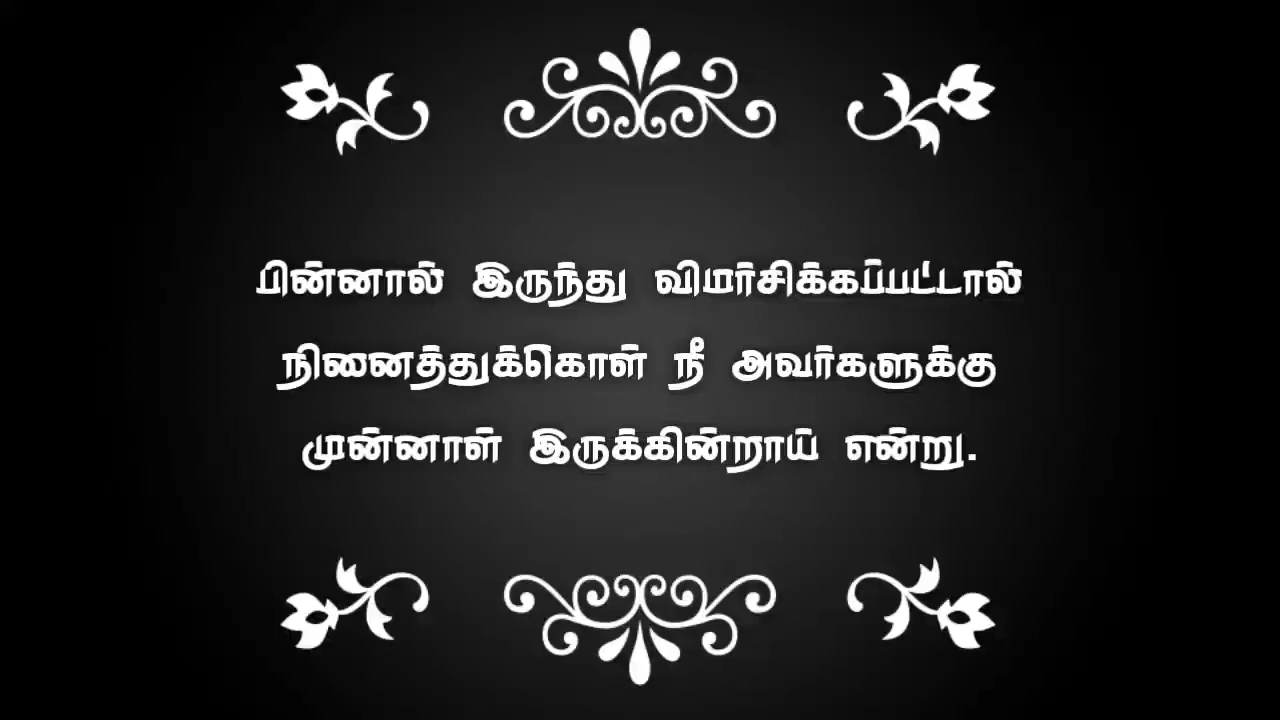 பின்னால் இருந்து விமர்சிக்கப்பட்டால்
நினைத்துக்கொள் நீ அவர்களுக்கு
முன்னாள் இருக்கின்றாய் என்று.